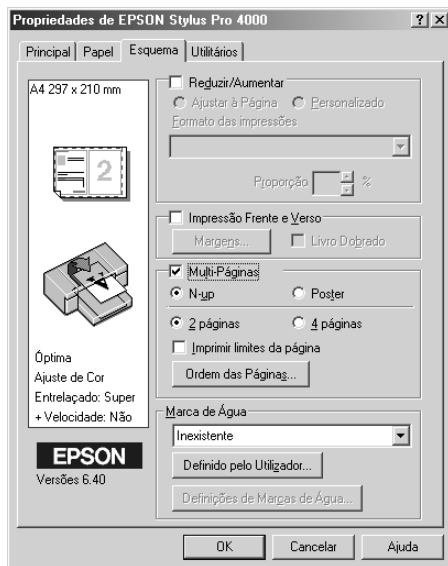 Propriedades de EPSON Stylus Pro 4000
Principal Papel Esquema Utilitários
A4 297 x 210 mm
2
Óptima
Ajuste de Cor
Entrelaçado: Super
+ Velocidade: Não
EPSON
Versões 6.40
Reduzir/Aumentar
Ajustar à Página Personalizado
Formato das impressões
Proporção %
Impressão Frente e Verso
Margens... Livro Dobrado
Multi-Páginas
N-up Poster
2 páginas 4 páginas
Imprimir limites da página
Ordem das Páginas...
Marca de Água
Inexistente
Definido pelo Utilizador...
Definições de Marcas de Água...
OK Cancelar Ajuda